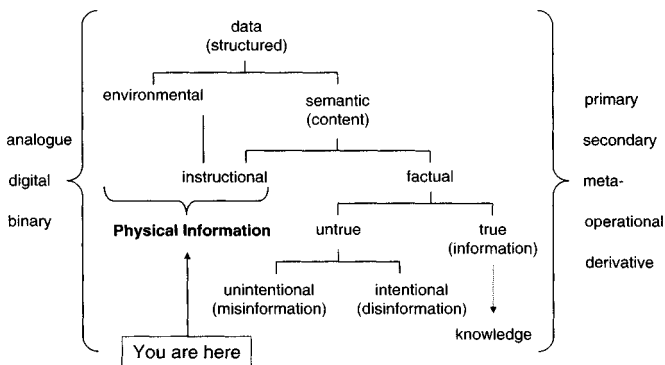 data
(structured)
environmental
semantic
(content)
primary
analogue
secondary
digital
instructional
factual
meta-
binary
Physical Information
untrue
true
(information)
operational
derivative
unintentional
(misinformation)
intentional
(disinformation)
knowledge
You are here